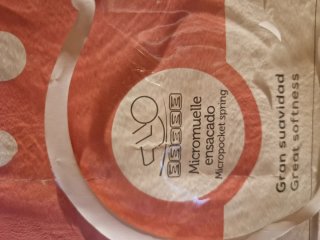 Micromuelle
ensacado
Micropocket spring
Gran suavidad
Great softness